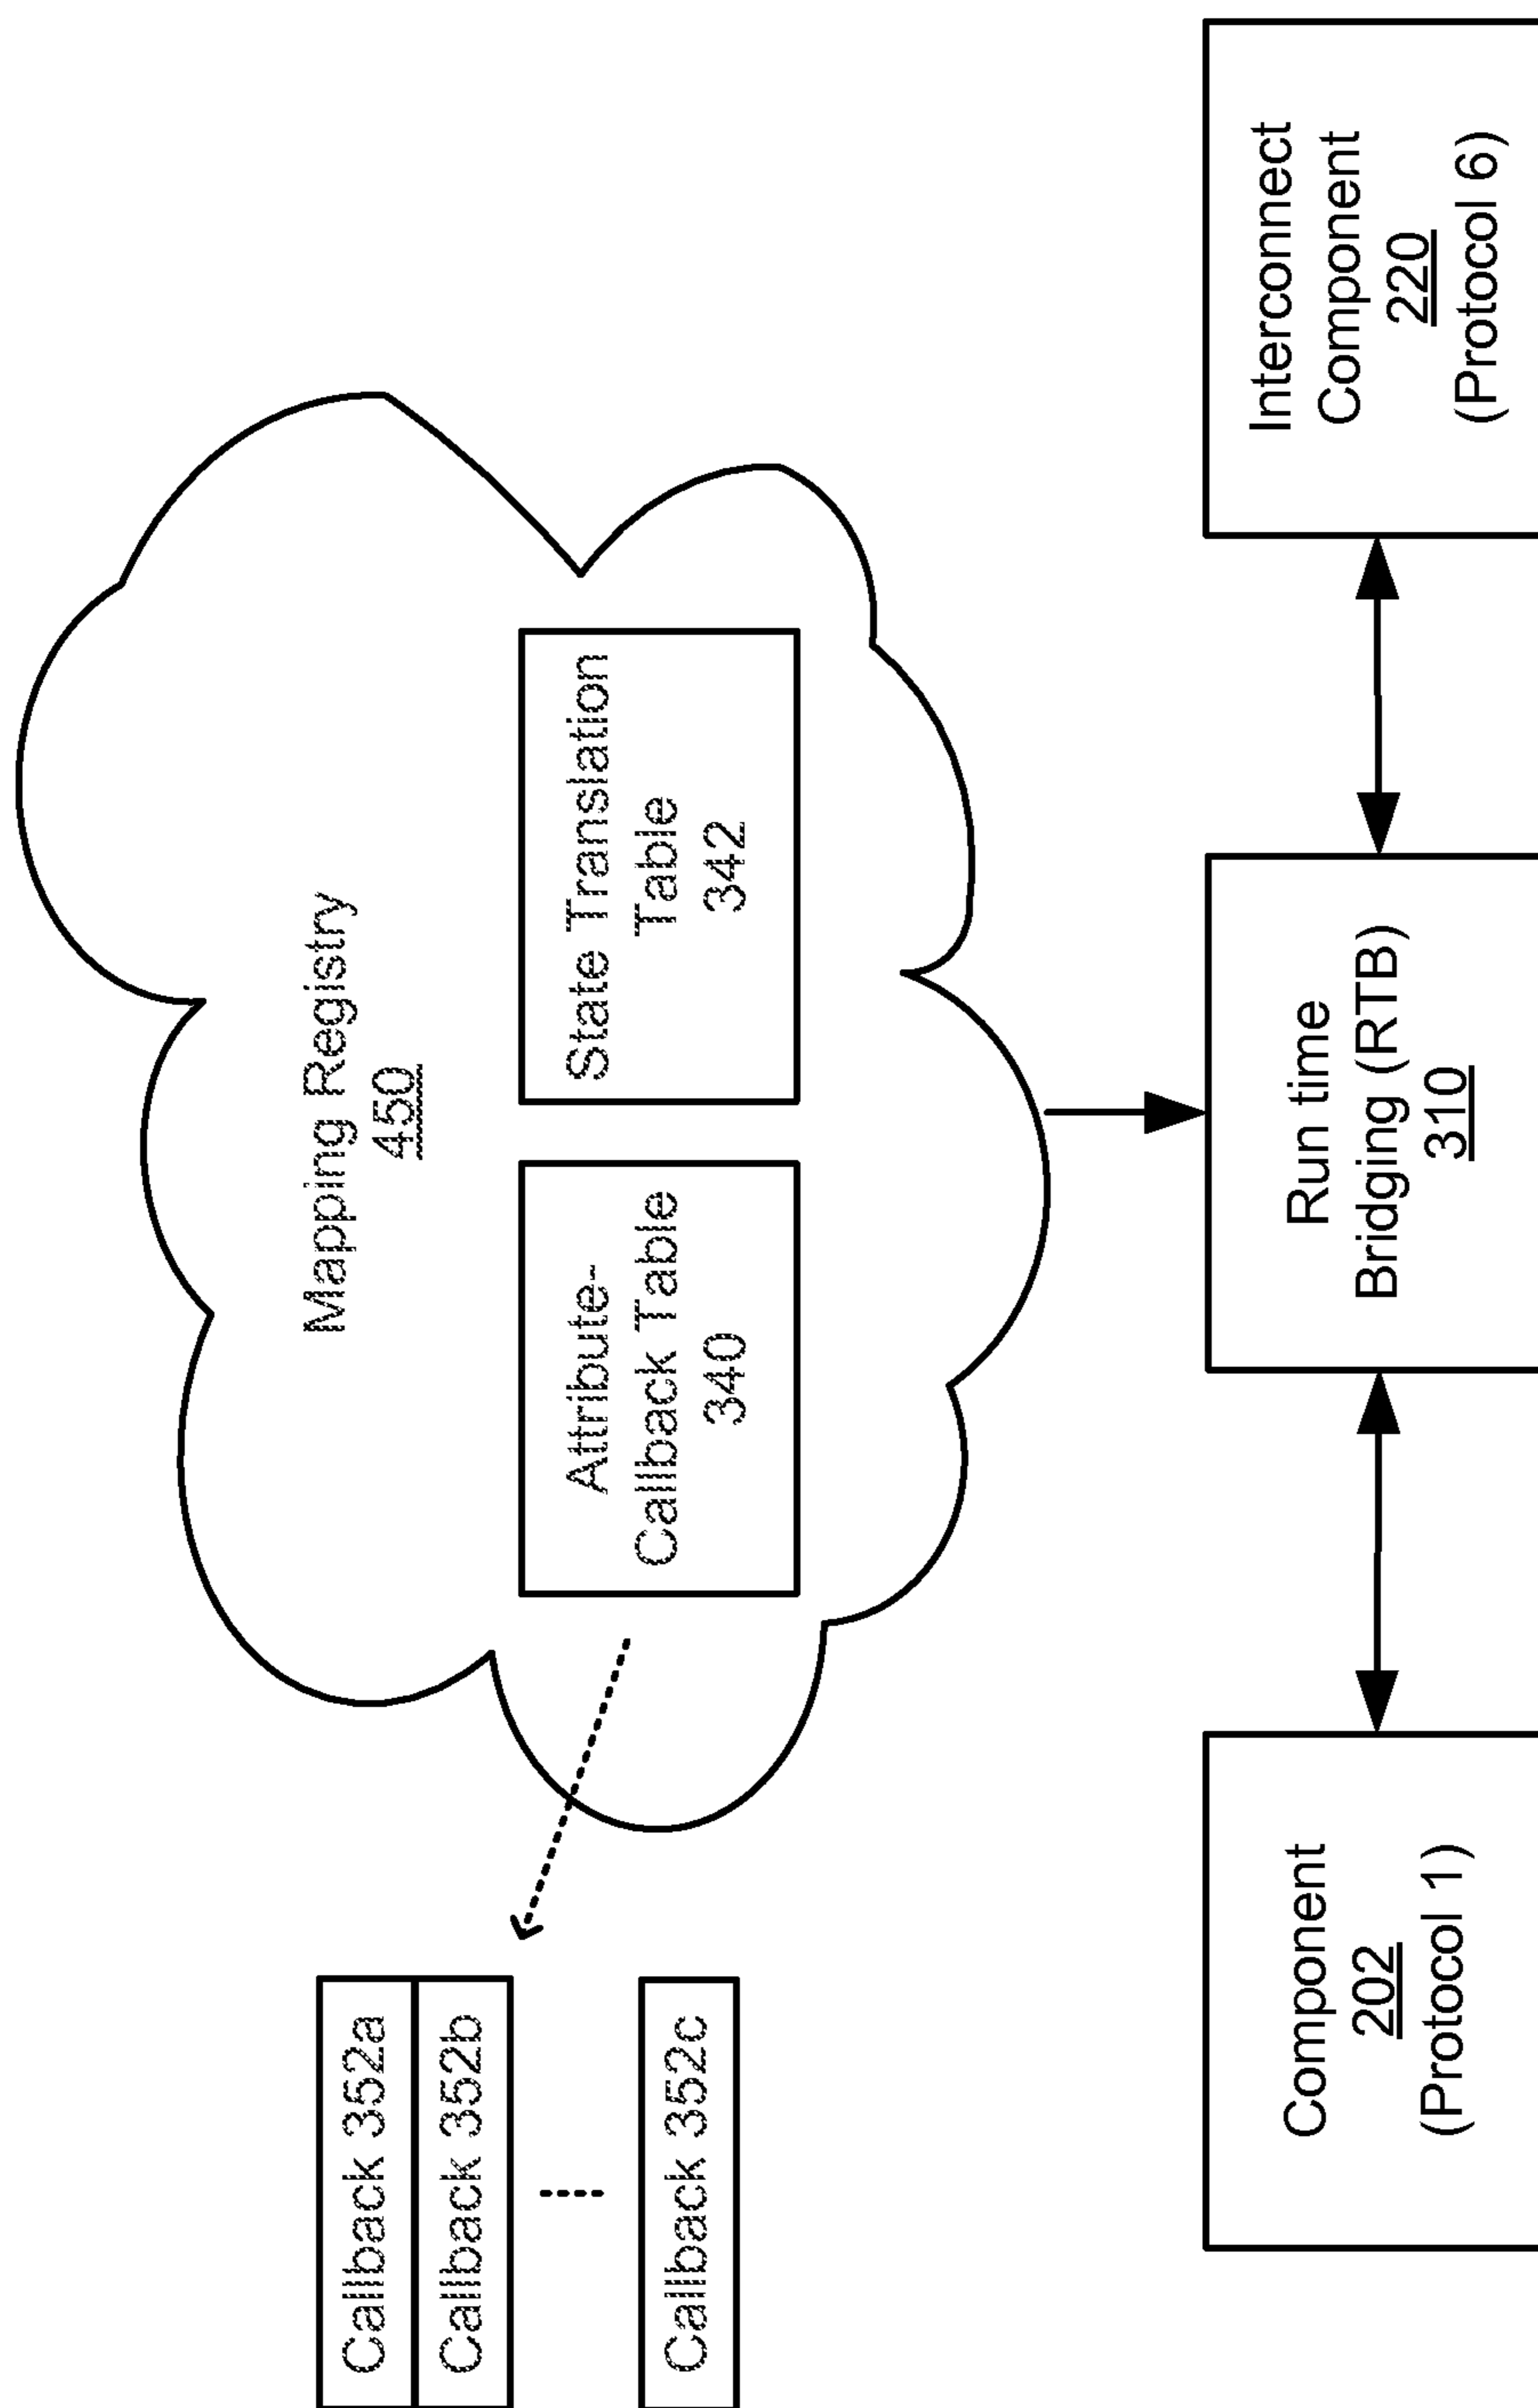 Mapping Registry
450
Callback 352a
Callback 352b
Callback 352c
Attribute-
Callback Table
340
State Translation
Table
342
Component
202
(Protocol 1)
Run time
Bridging (RTB)
310
Interconnect
Component
220
(Protocol 6)